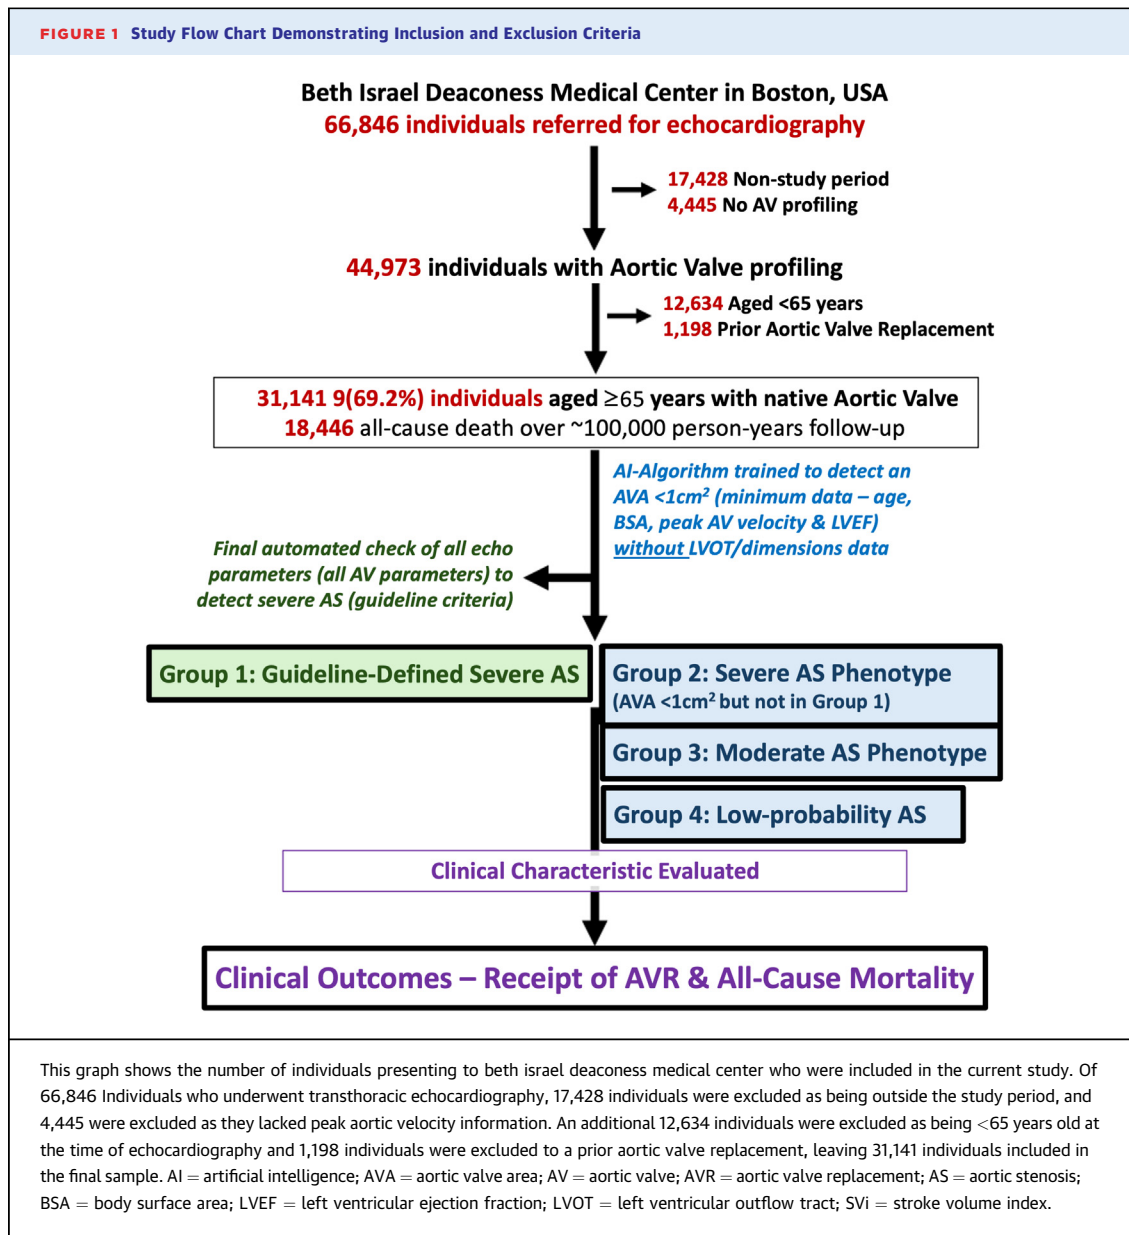 FIGURE 1 Study Flow Chart Demonstrating Inclusion and Exclusion Criteria
Beth Israel Deaconess Medical Center in Boston, USA
66,846 individuals referred for echocardiography
17,428 Non-study period
4,445 No AV profiling
44,973 individuals with Aortic Valve profiling
12,634 Aged <65 years
1,198 Prior Aortic Valve Replacement
31,141 9(69.2%) individuals aged ≥65 years with native Aortic Valve
18,446 all-cause death over ~100,000 person-years follow-up
AI-Algorithm trained to detect an
AVA <1cm² (minimum data – age,
BSA, peak AV velocity & LVEF)
without LVOT/dimensions data
Final automated check of all echo
parameters (all AV parameters) to
detect severe AS (guideline criteria)
Group 1: Guideline-Defined Severe AS
Group 2: Severe AS Phenotype
(AVA <1cm² but not in Group 1)
Group 3: Moderate AS Phenotype
Group 4: Low-probability AS
Clinical Characteristic Evaluated
Clinical Outcomes – Receipt of AVR & All-Cause Mortality
This graph shows the number of individuals presenting to beth israel deaconess medical center who were included in the current study. Of
66,846 Individuals who underwent transthoracic echocardiography, 17,428 individuals were excluded as being outside the study period, and
4,445 were excluded as they lacked peak aortic velocity information. An additional 12,634 individuals were excluded as being <65 years old at
the time of echocardiography and 1,198 individuals were excluded to a prior aortic valve replacement, leaving 31,141 individuals included in
the final sample. AI = artificial intelligence; AVA = aortic valve area; AV = aortic valve; AVR = aortic valve replacement; AS = aortic stenosis;
BSA = body surface area; LVEF = left ventricular ejection fraction; LVOT = left ventricular outflow tract; SVi = stroke volume index.